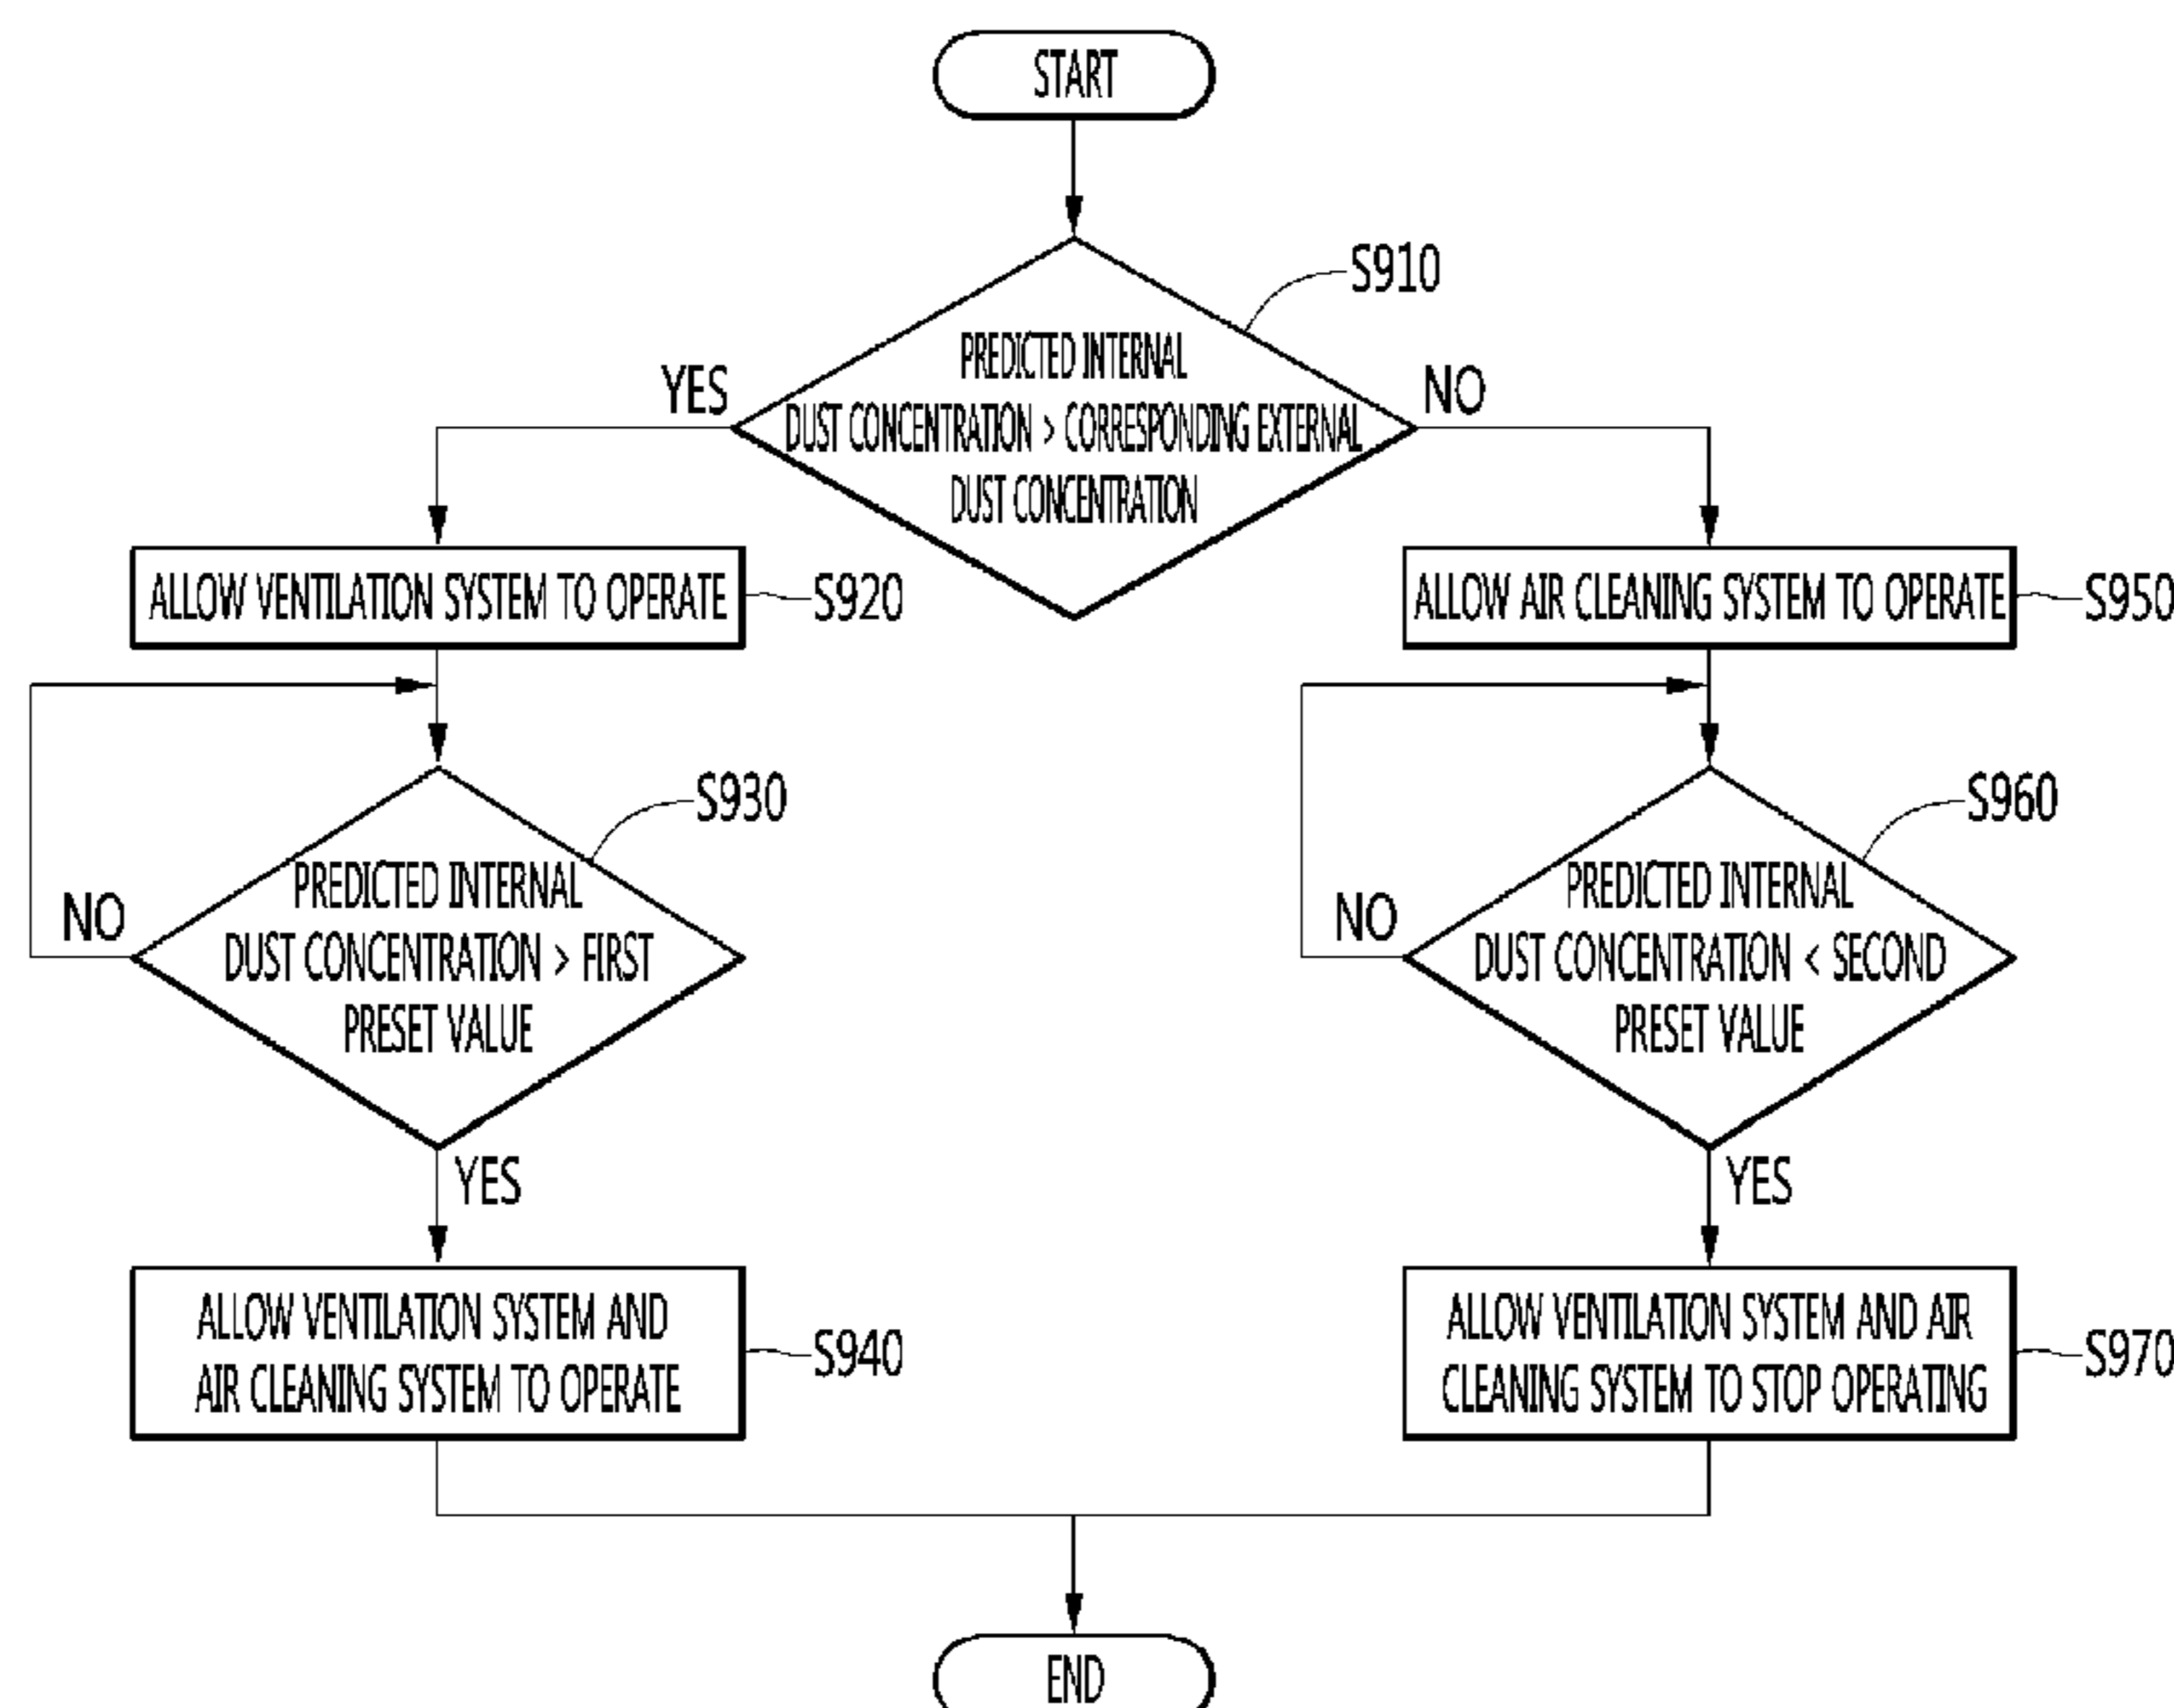 START
S910
PREDICTED INTERNAL
DUST CONCENTRATION > CORRESPONDING EXTERNAL
DUST CONCENTRATION
YES
NO
ALLOW VENTILATION SYSTEM TO OPERATE
S920
ALLOW AIR CLEANING SYSTEM TO OPERATE
S950
S930
PREDICTED INTERNAL
DUST CONCENTRATION > FIRST
PRESET VALUE
NO
YES
S960
PREDICTED INTERNAL
DUST CONCENTRATION < SECOND
PRESET VALUE
NO
YES
ALLOW VENTILATION SYSTEM AND
AIR CLEANING SYSTEM TO OPERATE
S940
ALLOW VENTILATION SYSTEM AND AIR
CLEANING SYSTEM TO STOP OPERATING
S970
END